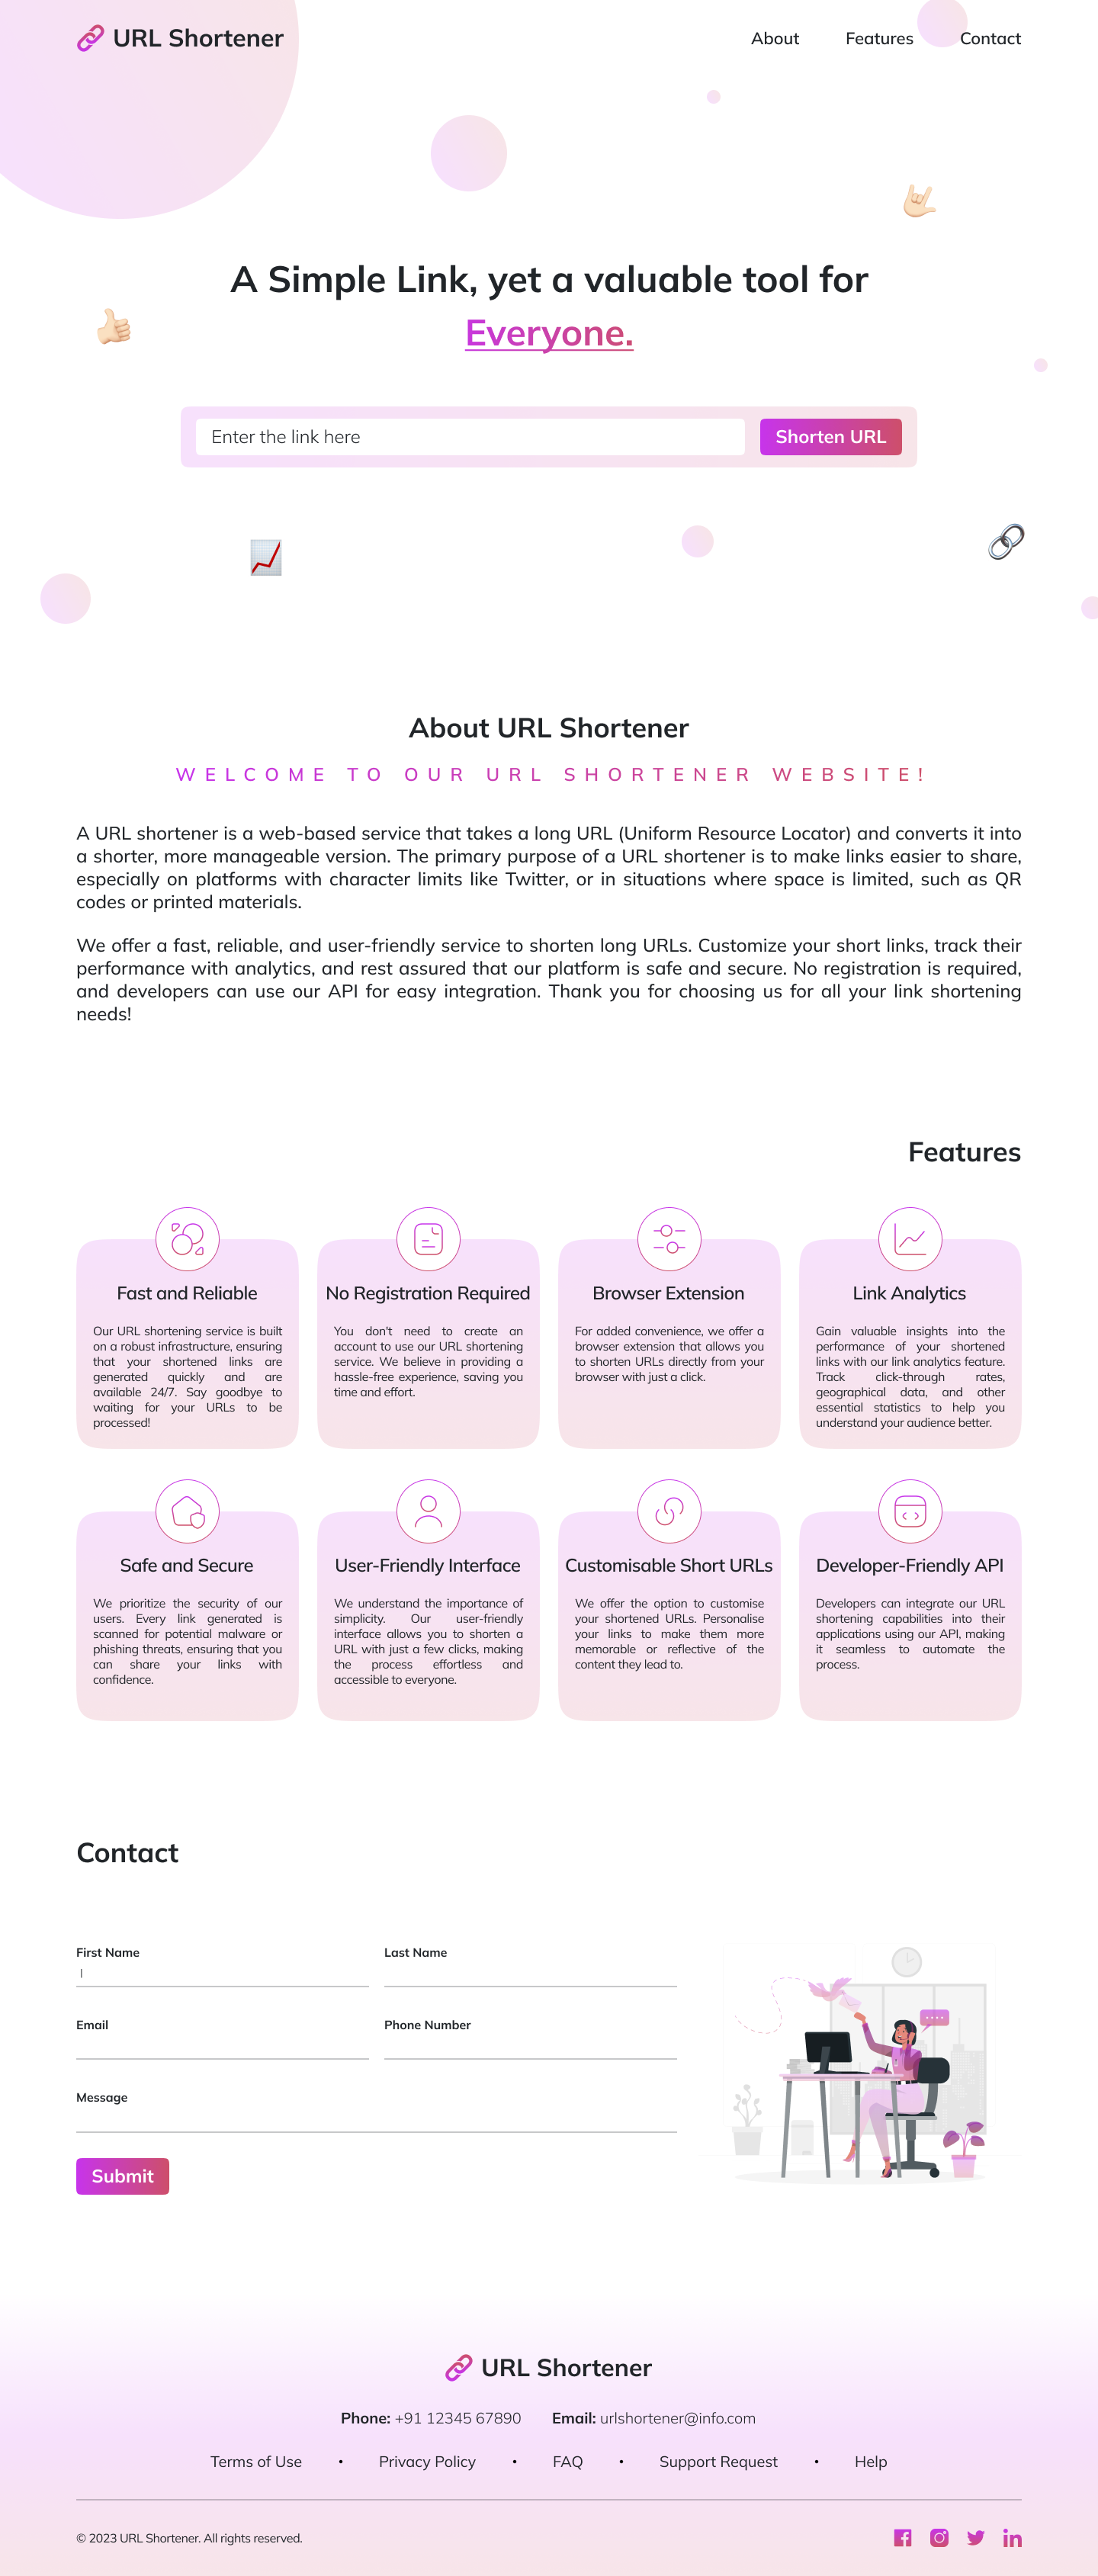 URL Shortener
About Features Contact
A Simple Link, yet a valuable tool for
Everyone.
Enter the link here
Shorten URL
About URL Shortener
WELCOME TO OUR URL SHORTENER WEBSITE!
A URL shortener is a web-based service that takes a long URL (Uniform Resource Locator) and converts it into
a shorter, more manageable version. The primary purpose of a URL shortener is to make links easier to share,
especially on platforms with character limits like Twitter, or in situations where space is limited, such as QR
codes or printed materials.
We offer a fast, reliable, and user-friendly service to shorten long URLs. Customize your short links, track their
performance with analytics, and rest assured that our platform is safe and secure. No registration is required,
and developers can use our API for easy integration. Thank you for choosing us for all your link shortening
needs!
Features
Fast and Reliable
Our URL shortening service is built
on a robust infrastructure, ensuring
that your shortened links are
generated quickly and are
available 24/7. Say goodbye to
waiting for your URLs to be
processed!
No Registration Required
You don't need to create an
account to use our URL shortening
service. We believe in providing a
hassle-free experience, saving you
time and effort.
Browser Extension
For added convenience, we offer a
browser extension that allows you
to shorten URLs directly from your
browser with just a click.
Link Analytics
Gain valuable insights into the
performance of your shortened
links with our link analytics feature.
Track click-through rates,
geographical data, and other
essential statistics to help you
understand your audience better.
Safe and Secure
We prioritize the security of our
users. Every link generated is
scanned for potential malware or
phishing threats, ensuring that you
can share your links with
confidence.
User-Friendly Interface
We understand the importance of
simplicity. Our user-friendly
interface allows you to shorten a
URL with just a few clicks, making
the process effortless and
accessible to everyone.
Customisable Short URLs
We offer the option to customise
your shortened URLs. Personalise
your links to make them more
memorable or reflective of the
content they lead to.
Developer-Friendly API
Developers can integrate our URL
shortening capabilities into their
applications using our API, making
it seamless to automate the
process.
Contact
First Name
Last Name
Email
Phone Number
Message
Submit
URL Shortener
Phone: +91 12345 67890 Email: urlshortener@info.com
Terms of Use • Privacy Policy • FAQ • Support Request • Help
© 2023 URL Shortener. All rights reserved.